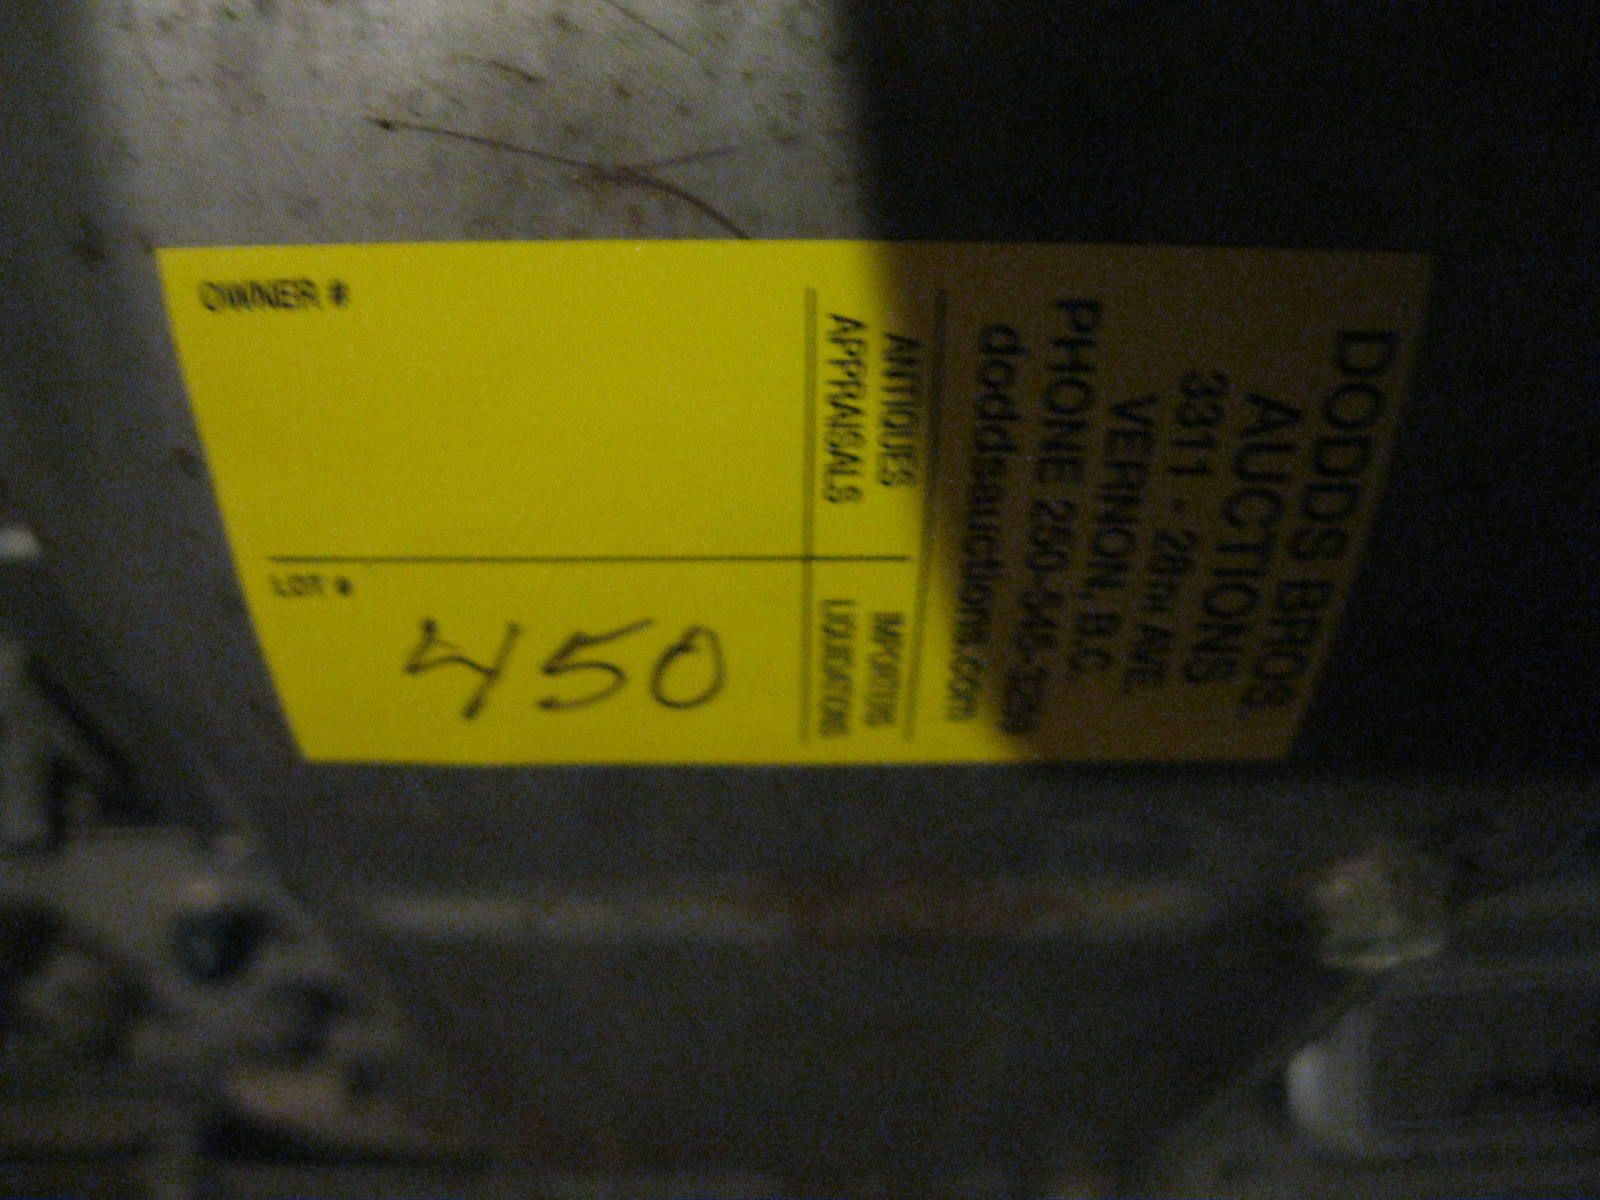 DODDS BROS.
AUCTIONS
3311 - 28TH AVE.
VERNON, B.C.
PHONE 250-545-3259
doddsauctions.com
ANTIQUES
APPRAISALS
IMPORTERS
LIQUIDATIONS
OWNER #
LOT #
450